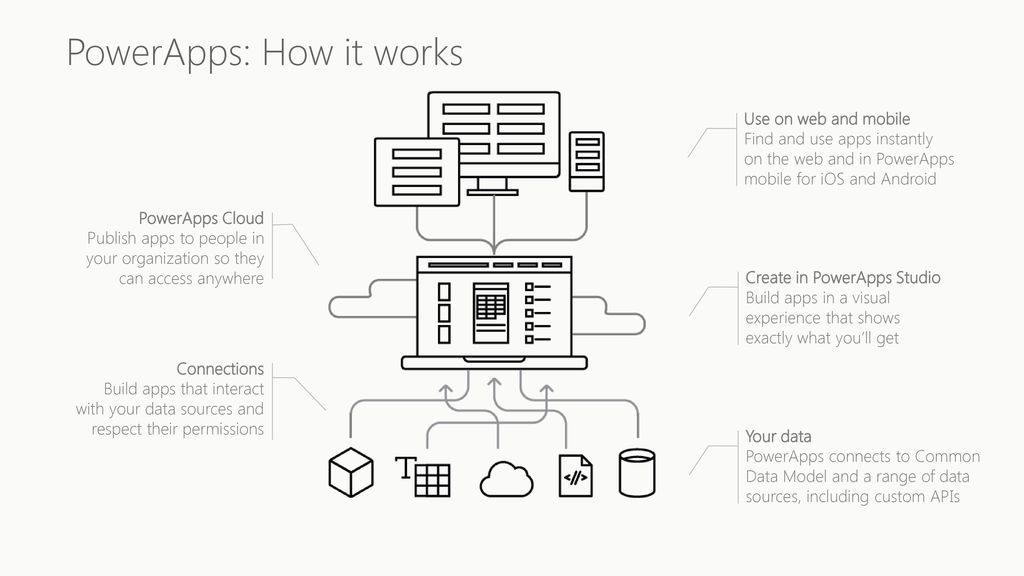 PowerApps: How it works
Use on web and mobile
Find and use apps instantly
on the web and in PowerApps
mobile for iOS and Android
PowerApps Cloud
Publish apps to people in
your organization so they
can access anywhere
Create in PowerApps Studio
Build apps in a visual
experience that shows
exactly what you'll get
Connections
Build apps that interact
with your data sources and
respect their permissions
Your data
PowerApps connects to Common
Data Model and a range of data
sources, including custom APIs
T
<//>